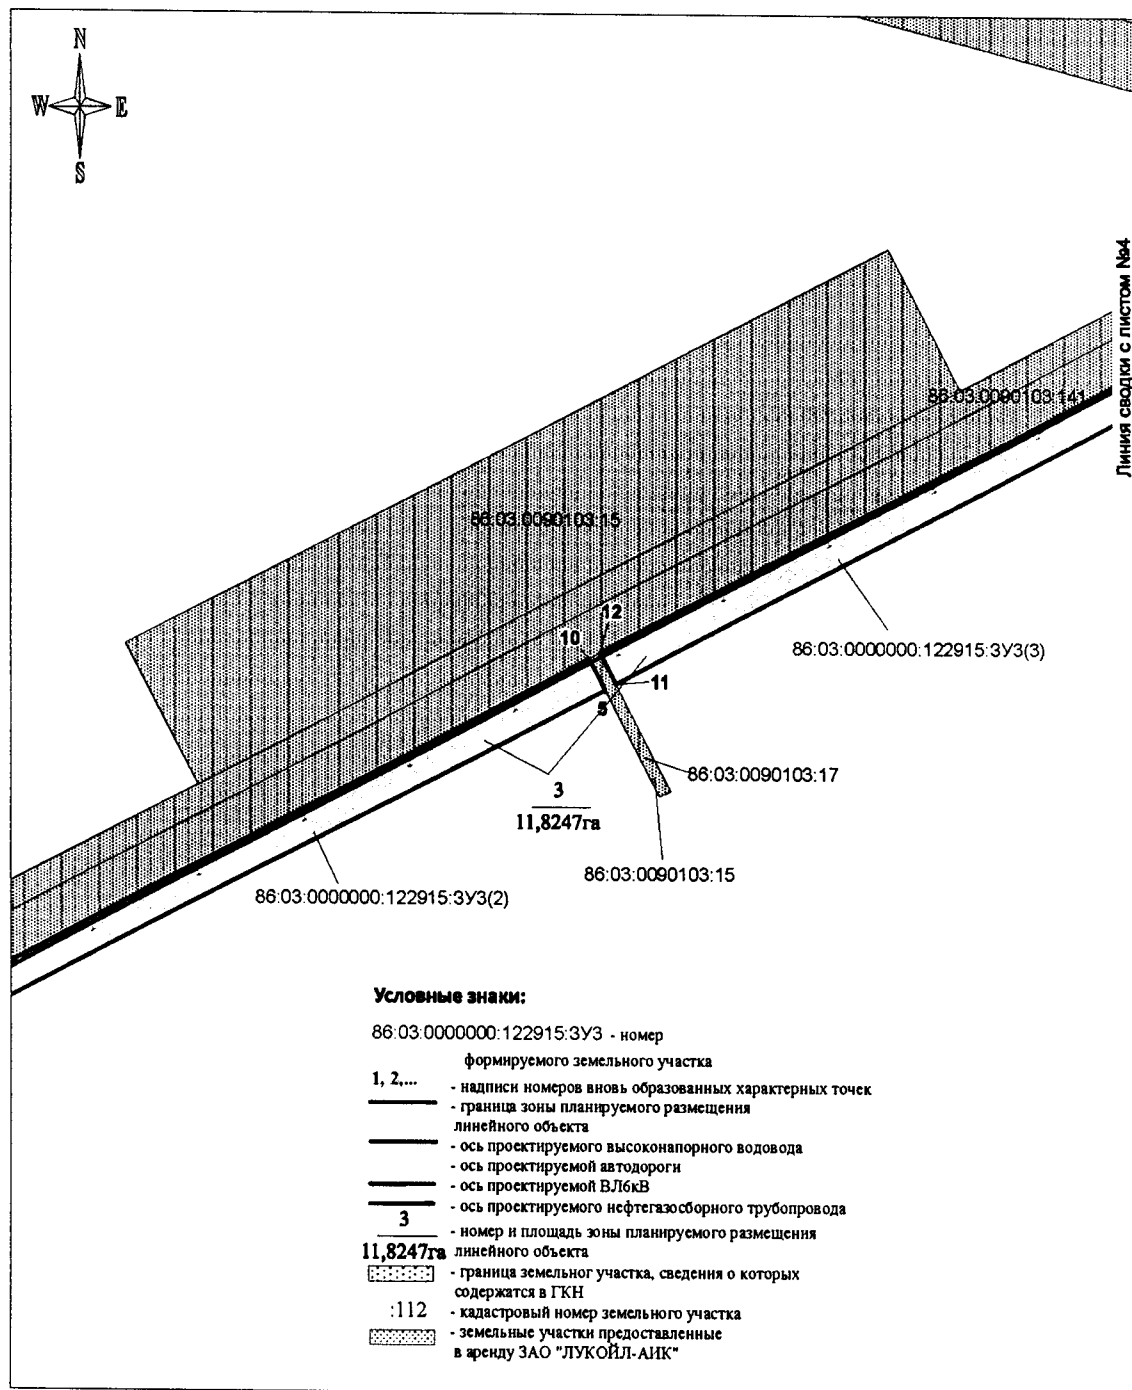 N
W E
S
Линия сводки с листом №4
86:03:0090103:141
86:03:0090103:15
12
10
86:03:0000000:122915:ЗУ3(3)
11
5
86:03:0090103:17
3
11,8247га
86:03:0090103:15
86:03:0000000:122915:ЗУ3(2)
Условные знаки:
86:03:0000000:122915:ЗУ3 - номер
формируемого земельного участка
1, 2,... - надписи номеров вновь образованных характерных точек
- граница зоны планируемого размещения
линейного объекта
- ось проектируемого высоконапорного водовода
- ось проектируемой автодороги
- ось проектируемой ВЛ6кВ
- ось проектируемого нефтегазосборного трубопровода
3 - номер и площадь зоны планируемого размещения
11,8247га линейного объекта
- граница земельног участка, сведения о которых
содержатся в ГКН
:112 - кадастровый номер земельного участка
- земельные участки предоставленные
в аренду ЗАО "ЛУКОЙЛ-АИК"